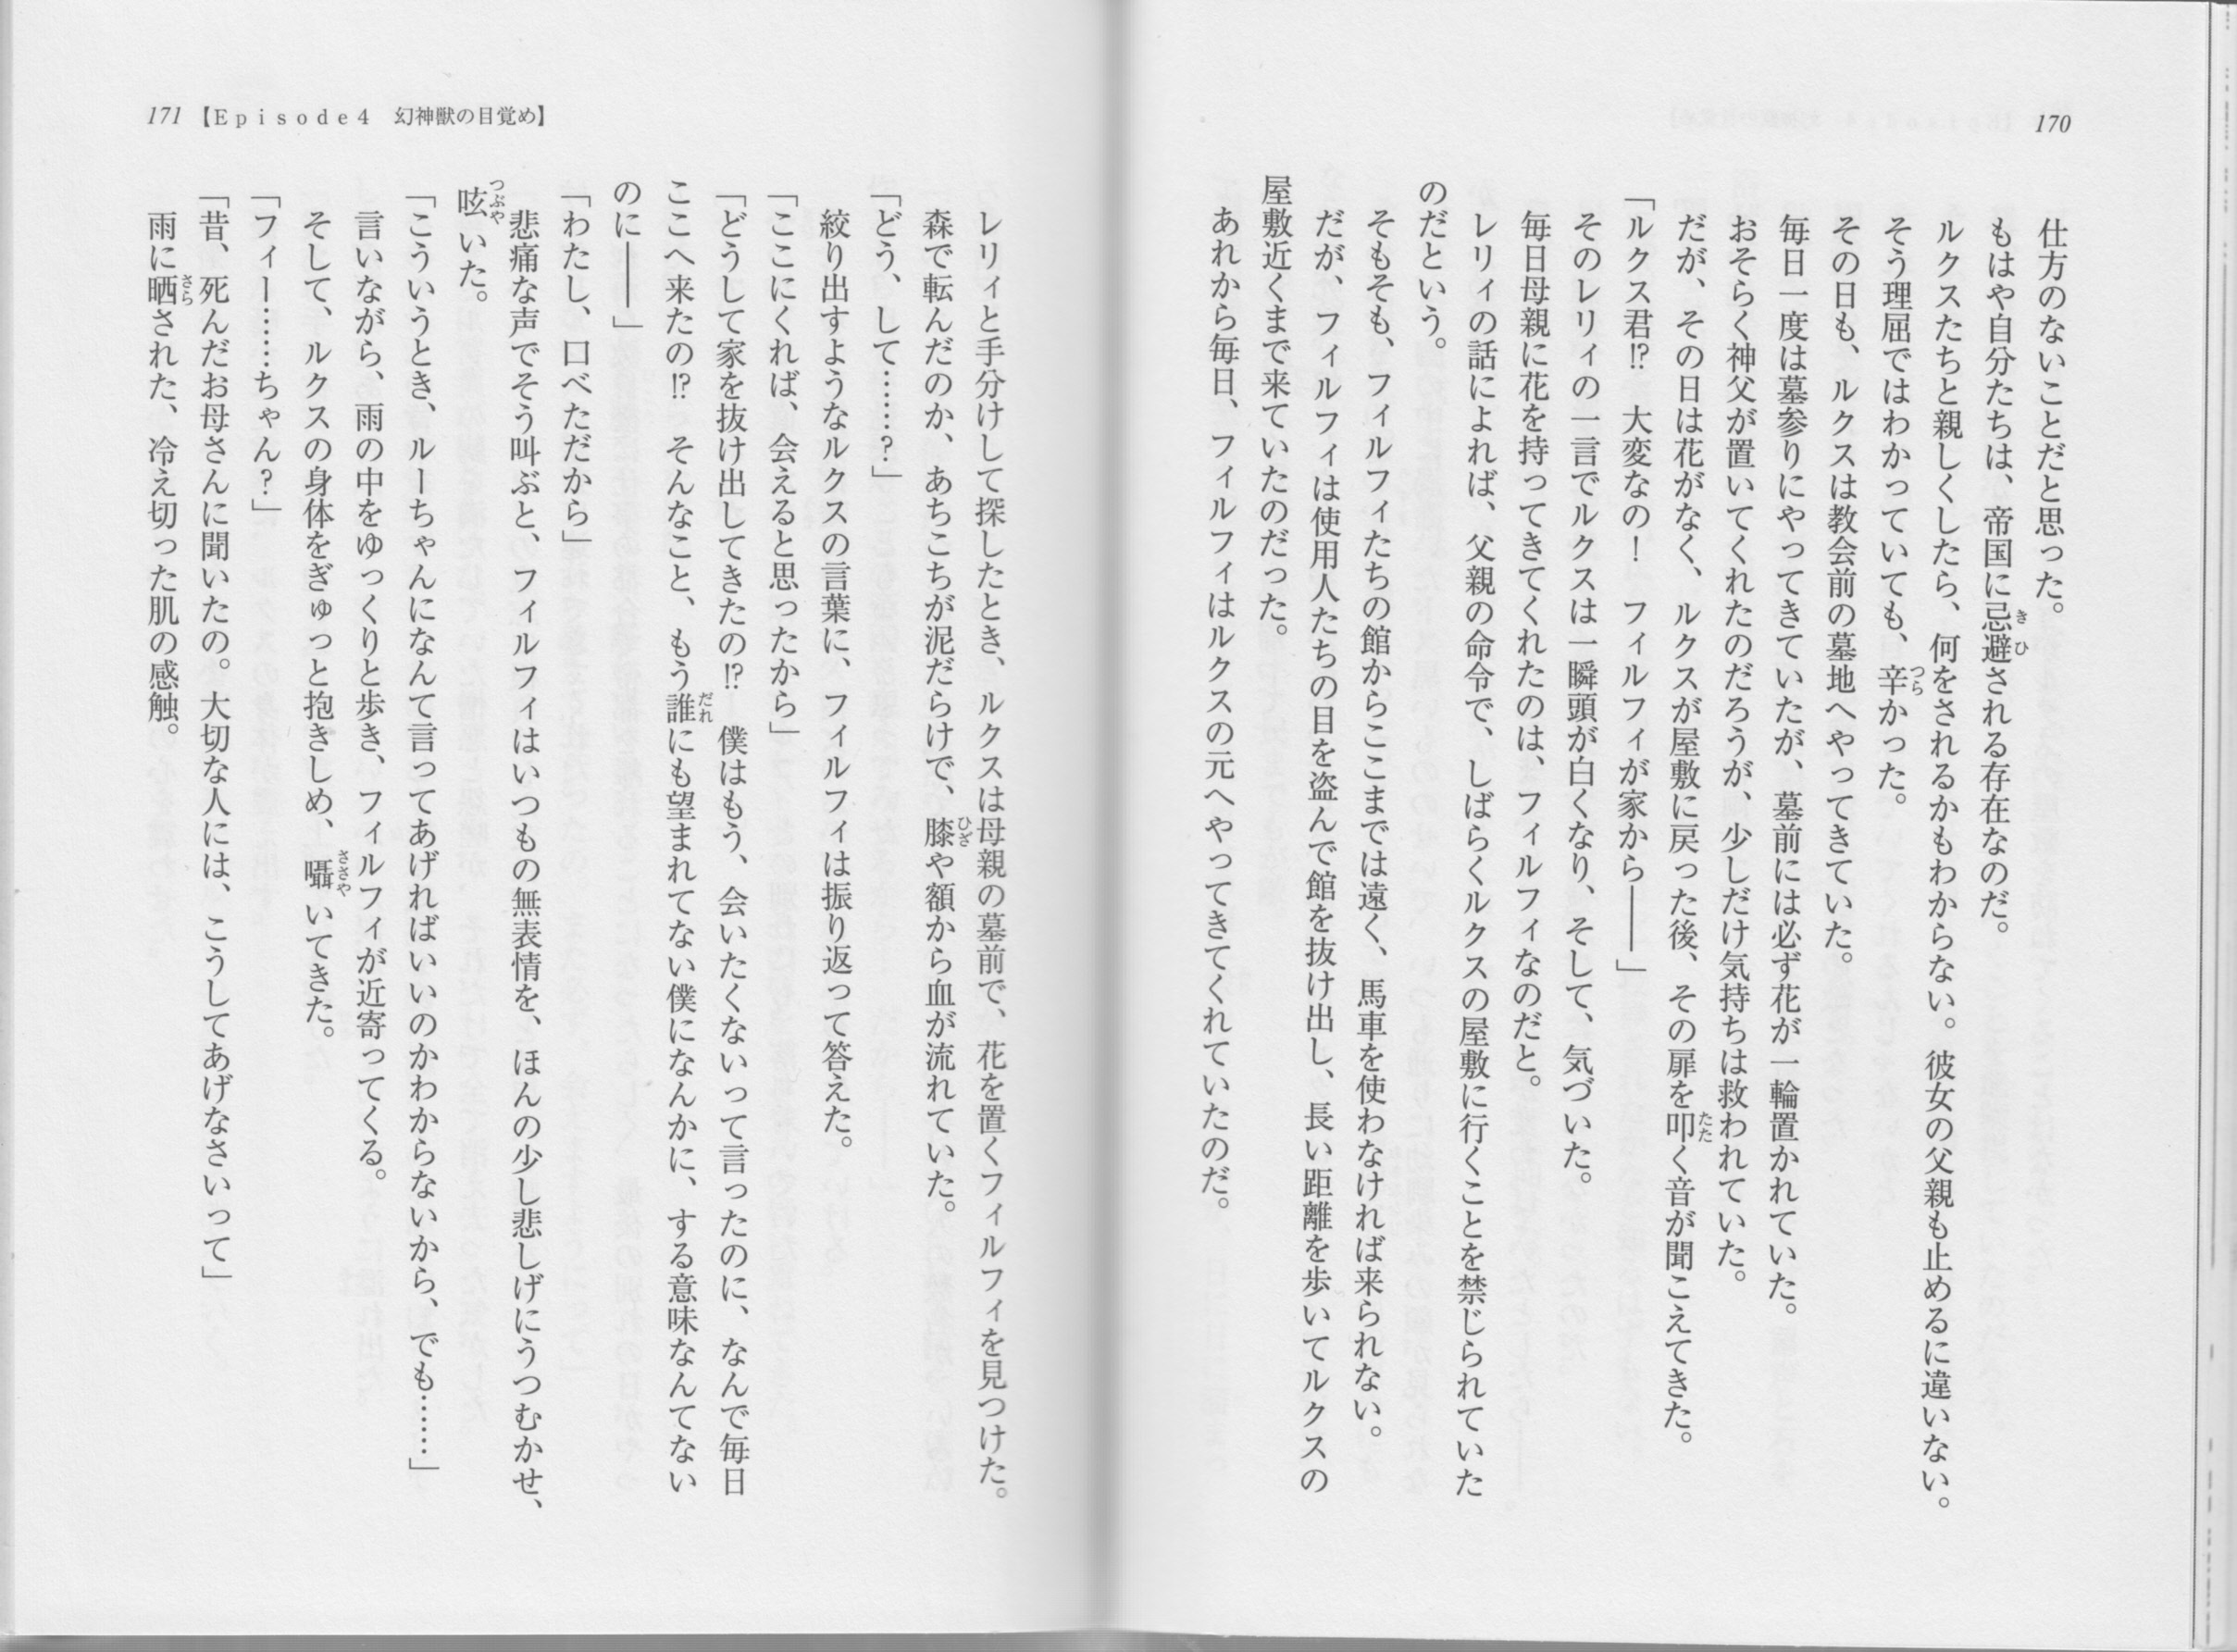 170
仕方のないことだと思った。
もはや自分たちは、帝国に忌避される存在なのだ。
ルクスたちと親しくしたら、何をされるかもわからない。彼女の父親も止めるに違いない。
そう理屈ではわかっていても、辛かった。
その日も、ルクスは教会前の墓地へやってきていた。
毎日一度は墓参りにやってきていたが、墓前には必ず花が一輪置かれていた。
おそらく神父が置いてくれたのだろうが、少しだけ気持ちは救われていた。
だが、その日は花がなく、ルクスが屋敷に戻った後、その扉を叩く音が聞こえてきた。
「ルクス君⁉　大変なの！　フィルフィが家から――」
そのレリィの一言でルクスは一瞬頭が白くなり、そして、気づいた。
毎日母親に花を持ってきてくれたのは、フィルフィなのだと。
レリィの話によれば、父親の命令で、しばらくルクスの屋敷に行くことを禁じられていた
のだという。
そもそも、フィルフィたちの館からここまでは遠く、馬車を使わなければ来られない。
だが、フィルフィは使用人たちの目を盗んで館を抜け出し、長い距離を歩いてルクスの
屋敷近くまで来ていたのだった。
あれから毎日、フィルフィはルクスの元へやってきてくれていたのだ。
171 【Episode4　幻神獣の目覚め】
レリィと手分けして探したとき、ルクスは母親の墓前で、花を置くフィルフィを見つけた。
森で転んだのか、あちこちが泥だらけで、膝や額から血が流れていた。
「どう、して……？」
絞り出すようなルクスの言葉に、フィルフィは振り返って答えた。
「ここにくれば、会えると思ったから」
「どうして家を抜け出してきたの⁉　僕はもう、会いたくないって言ったのに、なんで毎日
ここへ来たの⁉　そんなこと、もう誰にも望まれてない僕になんかに、する意味なんてない
のに――」
「わたし、口べただから」
悲痛な声でそう叫ぶと、フィルフィはいつもの無表情を、ほんの少し悲しげにうつむかせ、
呟いた。
「こういうとき、ルーちゃんになんて言ってあげればいいのかわからないから、でも……」
言いながら、雨の中をゆっくりと歩き、フィルフィが近寄ってくる。
そして、ルクスの身体をぎゅっと抱きしめ、囁いてきた。
「フィー……ちゃん？」
「昔、死んだお母さんに聞いたの。大切な人には、こうしてあげなさいって」
雨に晒された、冷え切った肌の感触。